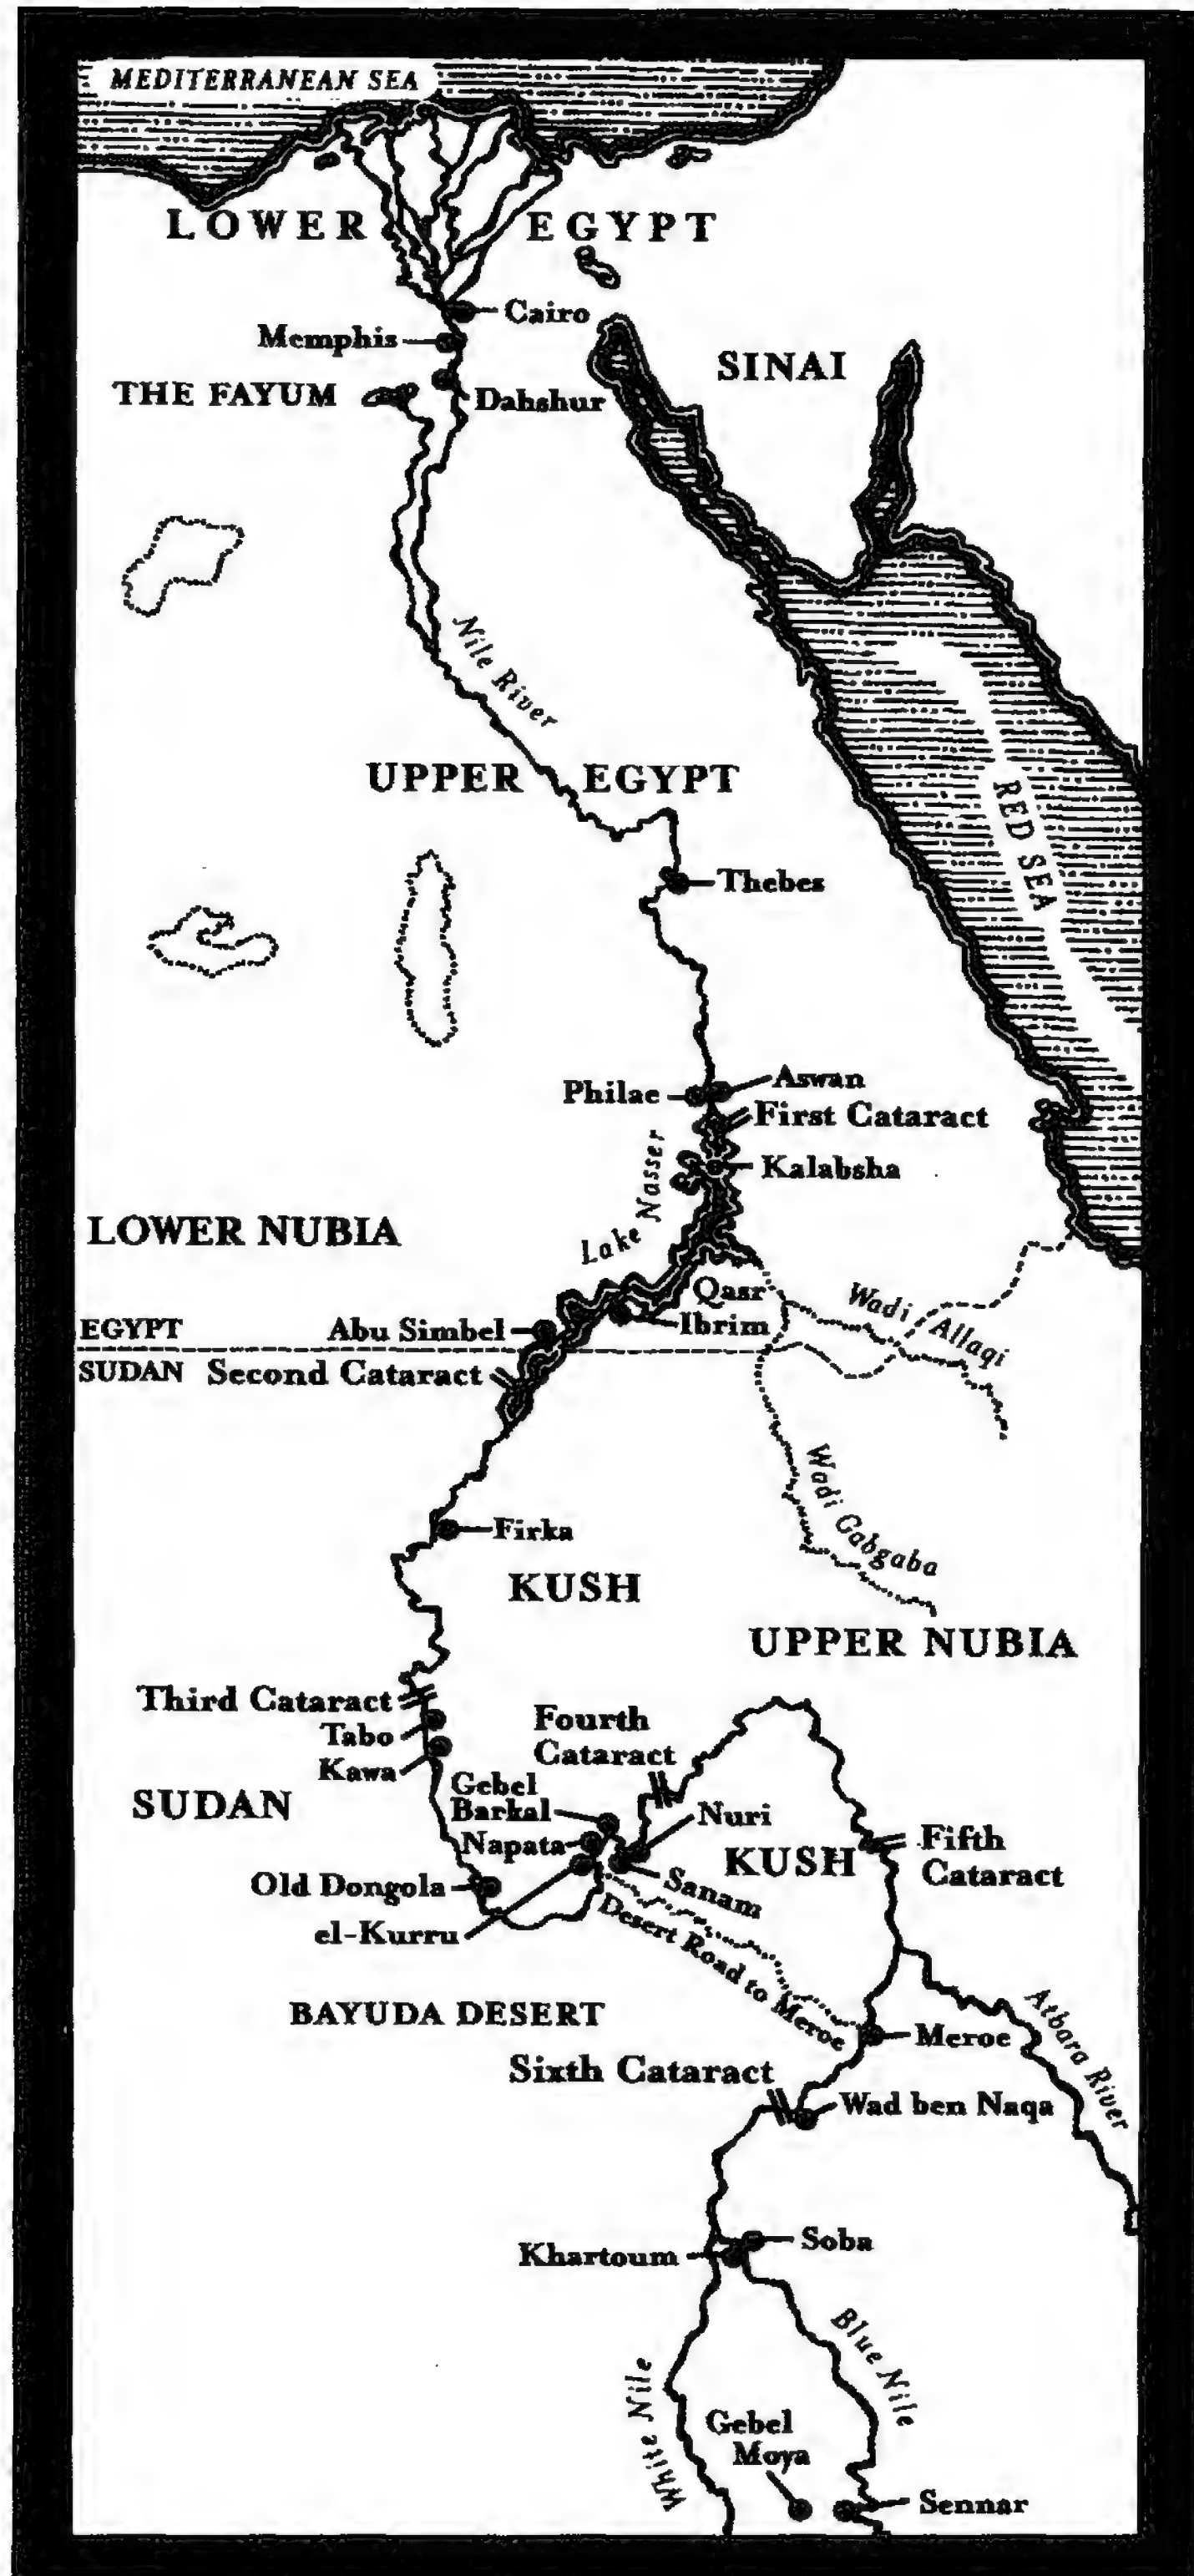 MEDITERRANEAN SEA
LOWER EGYPT
Cairo
Memphis
SINAI
THE FAYUM
Dahshur
Nile River
UPPER EGYPT
RED SEA
Thebes
Aswan
Philae
First Cataract
Kalabsha
Lake Nasser
LOWER NUBIA
Qasr
Ibrim
Wadi Allaqi
EGYPT
Abu Simbel
SUDAN
Second Cataract
Wadi Gabgaba
Firka
KUSH
UPPER NUBIA
Third Cataract
Tabo
Kawa
Fourth
Cataract
SUDAN
Gebel
Barkal
Nuri
Napata
KUSH
Fifth
Cataract
Old Dongola
Sanam
el-Kurru
Desert Road to Meroe
BAYUDA DESERT
Meroe
Atbara River
Sixth Cataract
Wad ben Naqa
Soba
Khartoum
Blue Nile
White Nile
Gebel
Moya
Sennar